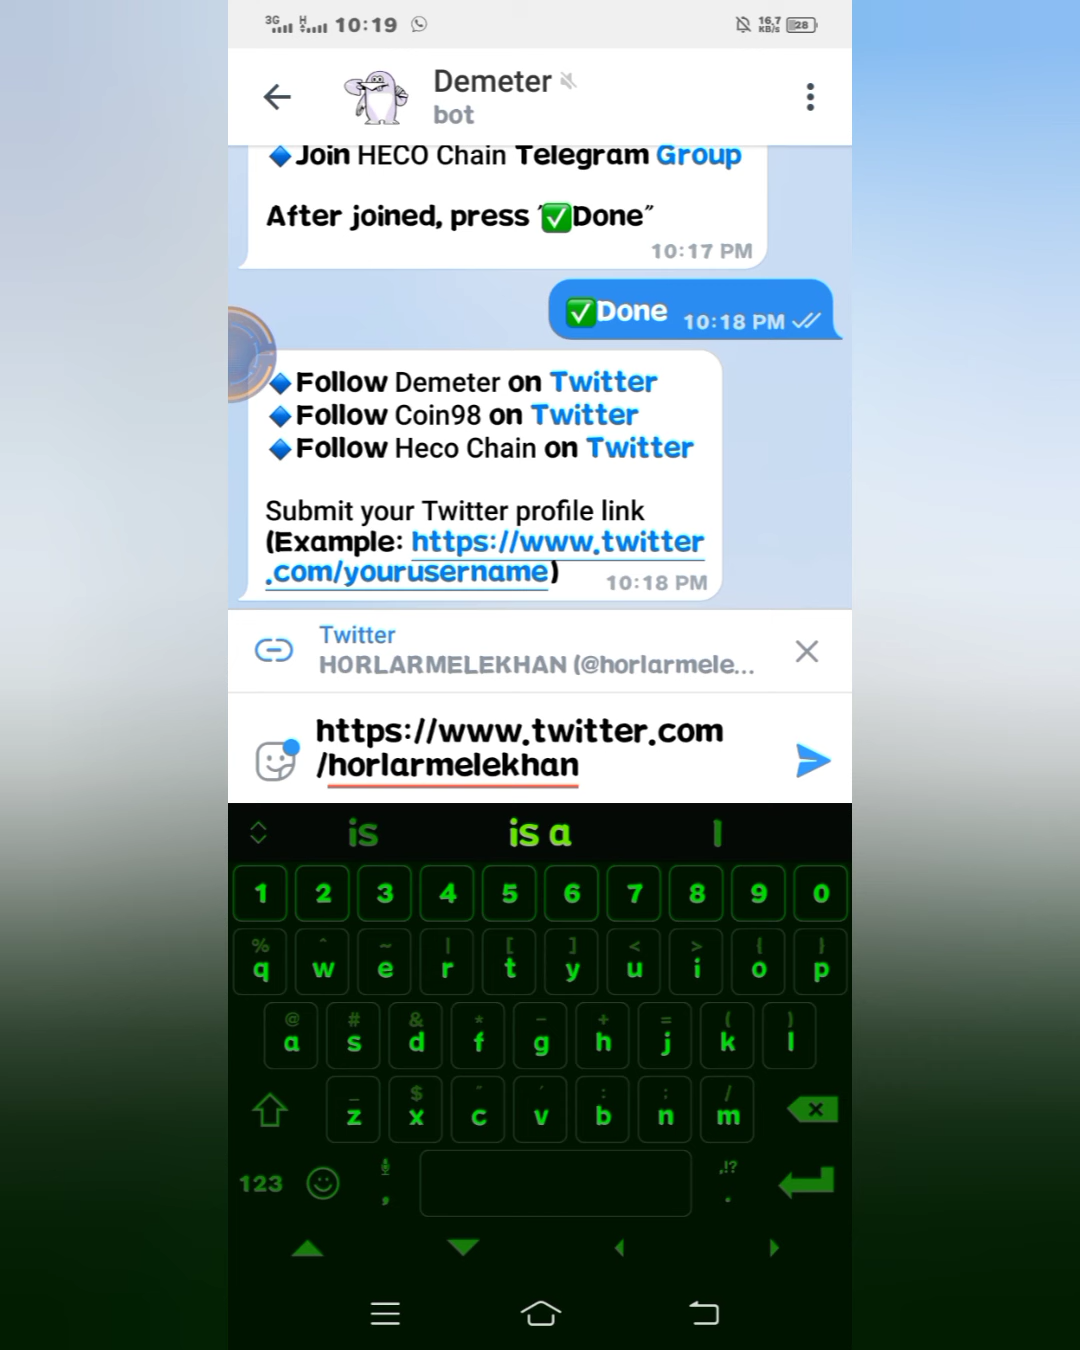 3G H 10:19 16.7 KB/s 28
Demeter
bot
🔷Join HECO Chain Telegram Group
After joined, press "✅Done"
10:17 PM
✅Done 10:18 PM
🔷Follow Demeter on Twitter
🔷Follow Coin98 on Twitter
🔷Follow Heco Chain on Twitter
Submit your Twitter profile link
(Example: https://www.twitter
.com/yourusername) 10:18 PM
Twitter
HORLARMELEKHAN (@horlarmele...
https://www.twitter.com
/horlarmelekhan
is is a I
1 2 3 4 5 6 7 8 9 0
% ^ ~ | [ ] < > { }
q w e r t y u i o p
@ # & * - + = ( )
a s d f g h j k l
_ $ " ' : ; /
z x c v b n m
123 , ,!? .